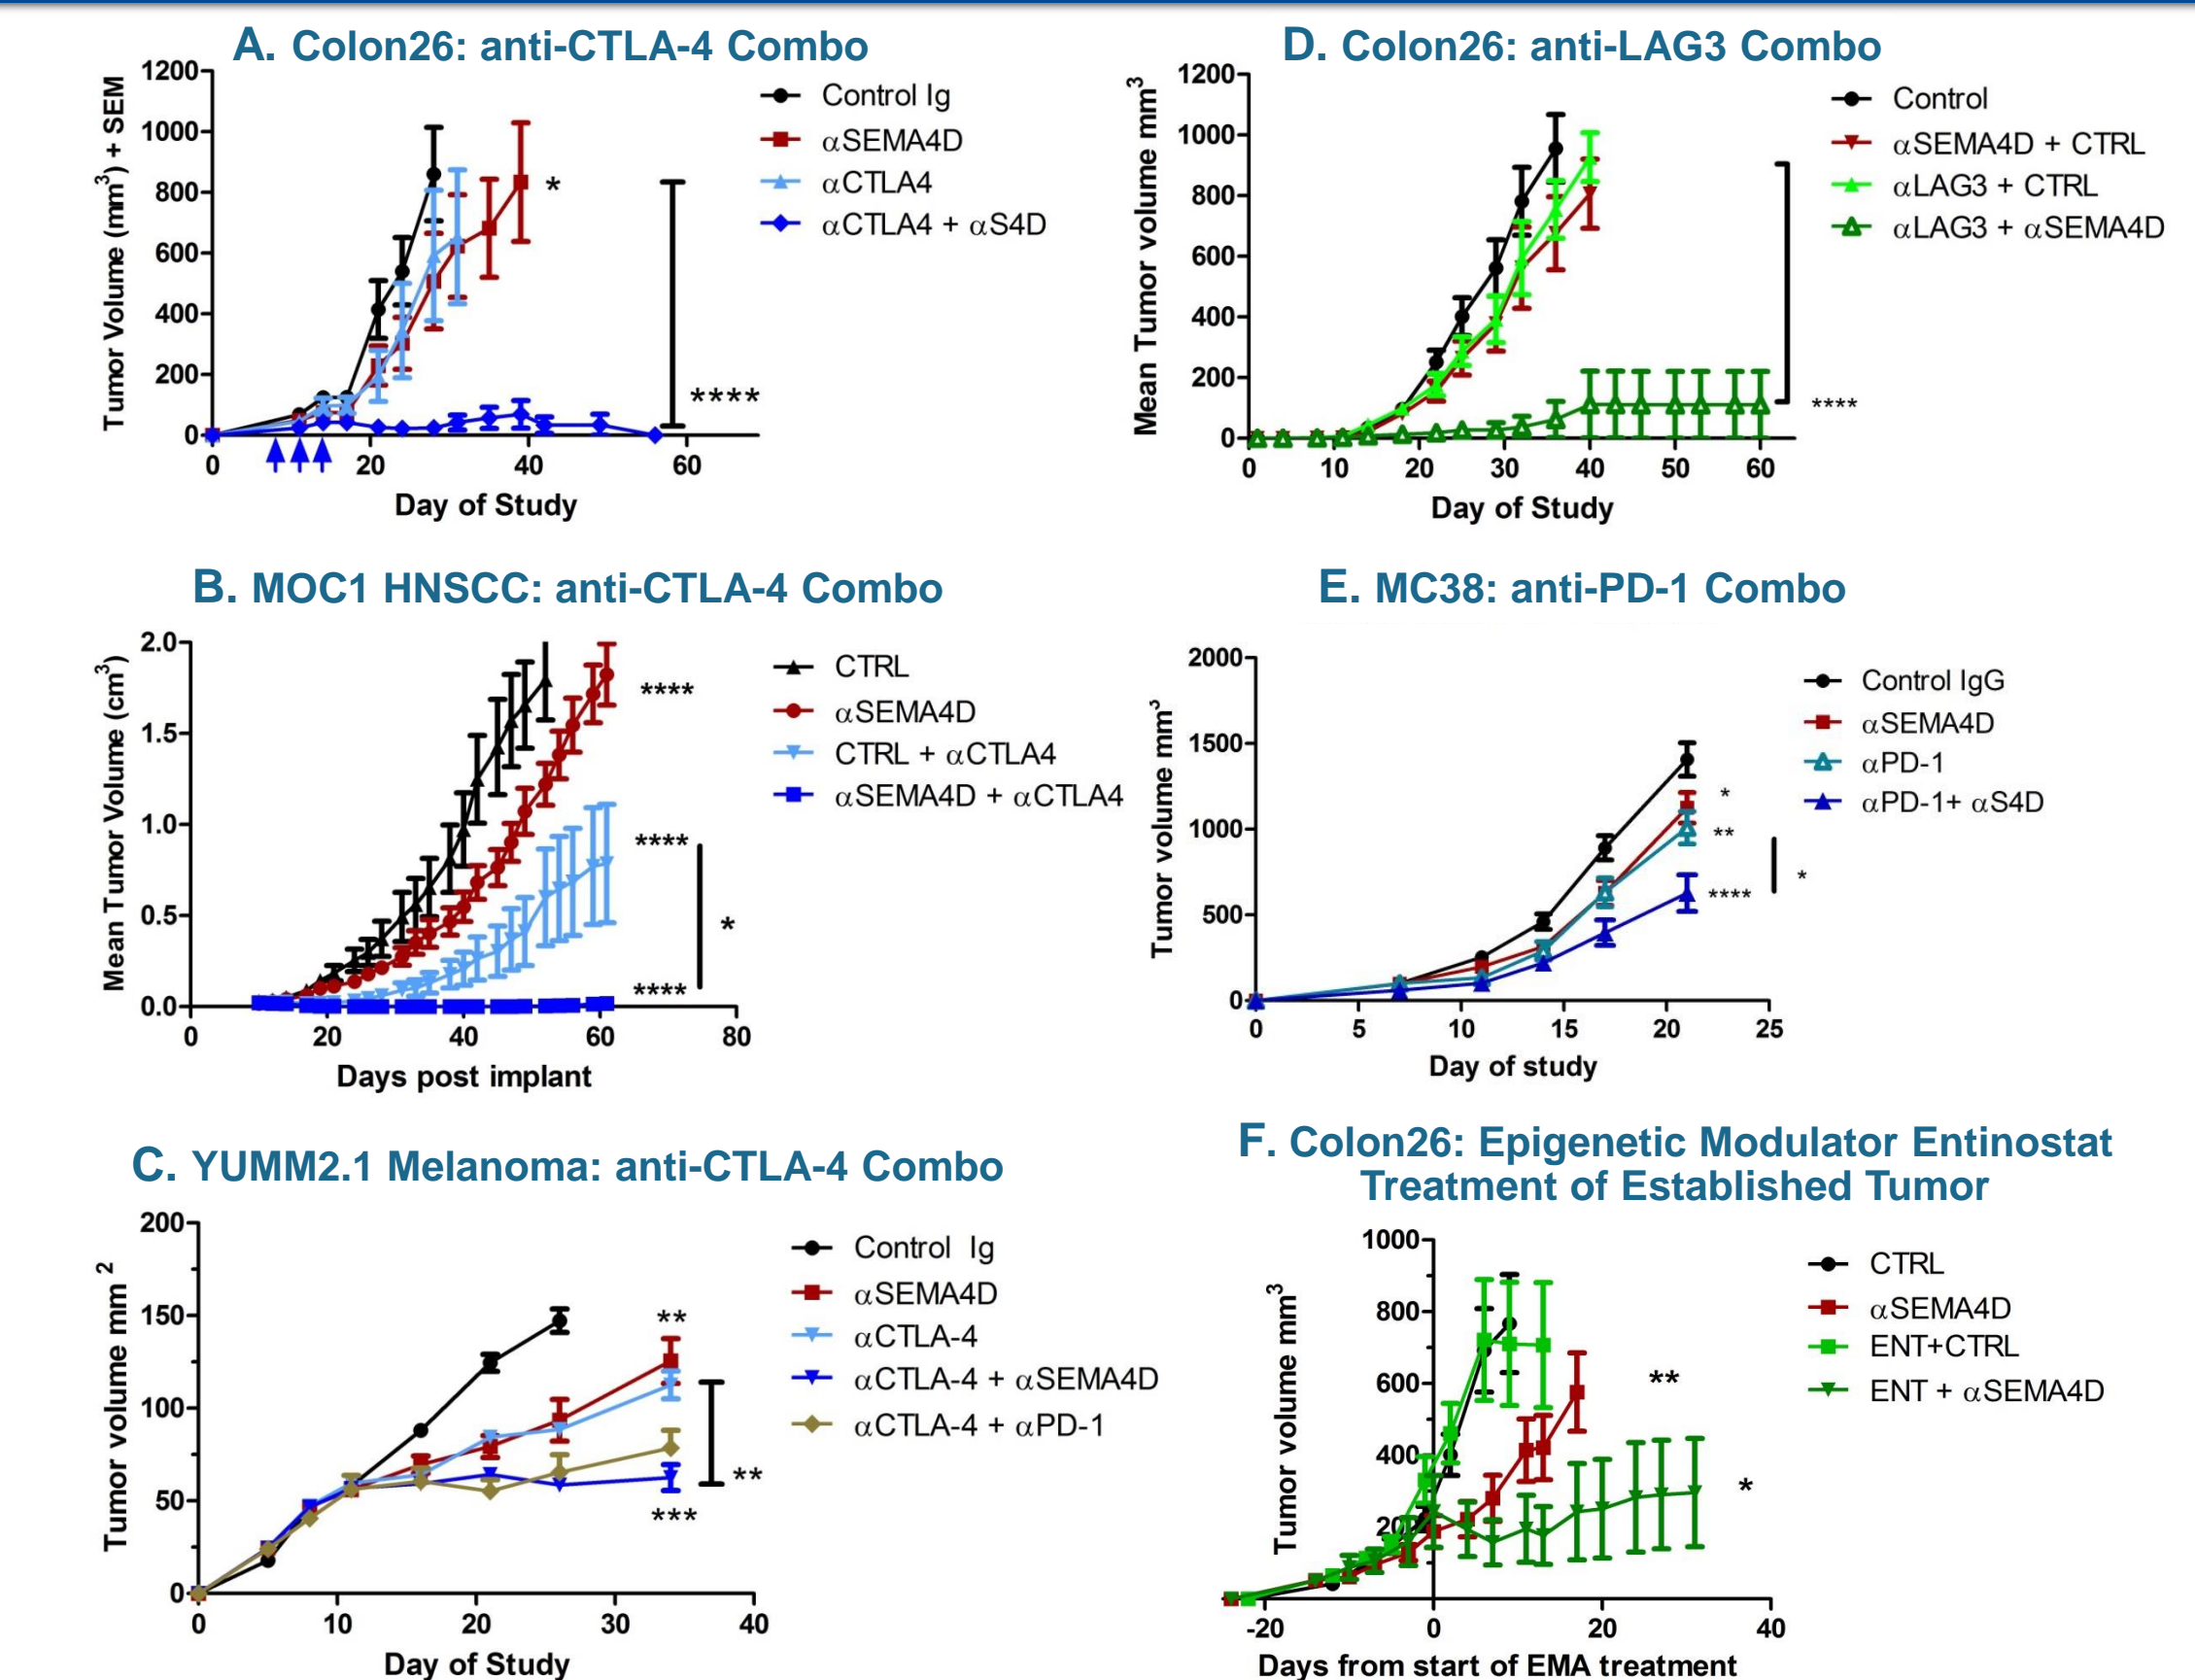 A. Colon26: anti-CTLA-4 Combo
Tumor Volume (mm³) + SEM
1200
1000
800
600
400
200
0
0 20 40 60
Day of Study
Control Ig
αSEMA4D
αCTLA4
αCTLA4 + αS4D
*
****
D. Colon26: anti-LAG3 Combo
Mean Tumor volume mm³
1200
1000
800
600
400
200
0
0 10 20 30 40 50 60
Day of Study
Control
αSEMA4D + CTRL
αLAG3 + CTRL
αLAG3 + αSEMA4D
****
B. MOC1 HNSCC: anti-CTLA-4 Combo
Mean Tumor Volume (cm³)
2.0
1.5
1.0
0.5
0.0
0 20 40 60 80
Days post implant
CTRL
αSEMA4D
CTRL + αCTLA4
αSEMA4D + αCTLA4
****
****
*
****
E. MC38: anti-PD-1 Combo
Tumor volume mm³
2000
1500
1000
500
0
0 5 10 15 20 25
Day of study
Control IgG
αSEMA4D
αPD-1
αPD-1+ αS4D
*
**
****
*
C. YUMM2.1 Melanoma: anti-CTLA-4 Combo
Tumor volume mm ²
200
150
100
50
0
0 10 20 30 40
Day of Study
Control Ig
αSEMA4D
αCTLA-4
αCTLA-4 + αSEMA4D
αCTLA-4 + αPD-1
**
**
***
F. Colon26: Epigenetic Modulator Entinostat
Treatment of Established Tumor
Tumor volume mm³
1000
800
600
400
20
-20 0 20 40
Days from start of EMA treatment
CTRL
αSEMA4D
ENT+CTRL
ENT + αSEMA4D
**
*